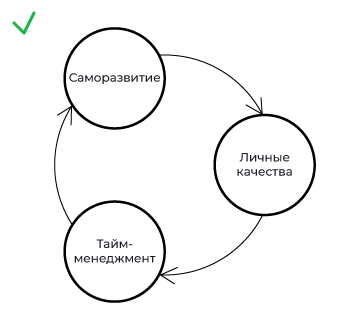 Саморазвитие
Личные
качества
Тайм-
менеджмент